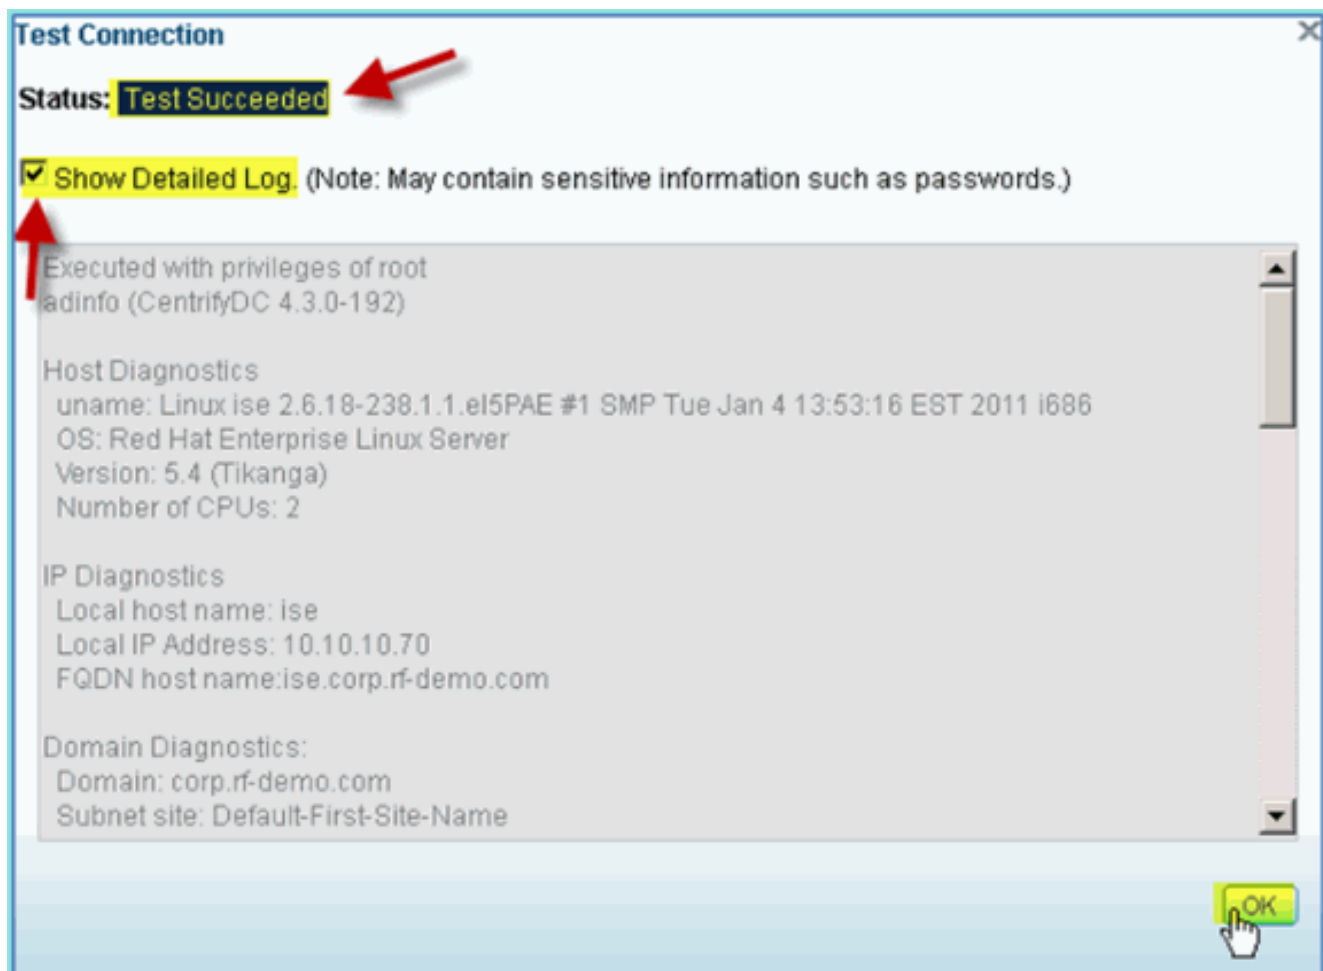 Test Connection
Status: Test Succeeded
Show Detailed Log. (Note: May contain sensitive information such as passwords.)
Executed with privileges of root
adinfo (CentrifyDC 4.3.0-192)
Host Diagnostics
uname: Linux ise 2.6.18-238.1.1.el5PAE #1 SMP Tue Jan 4 13:53:16 EST 2011 i686
OS: Red Hat Enterprise Linux Server
Version: 5.4 (Tikanga)
Number of CPUs: 2
IP Diagnostics
Local host name: ise
Local IP Address: 10.10.10.70
FQDN host name:ise.corp.rf-demo.com
Domain Diagnostics:
Domain: corp.rf-demo.com
Subnet site: Default-First-Site-Name
OK